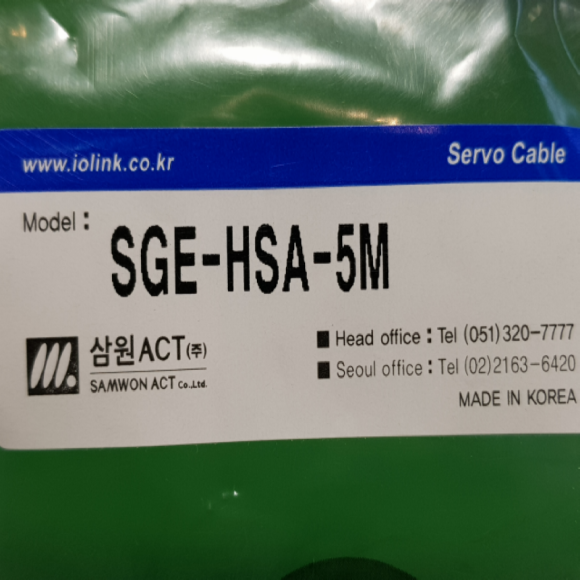 www.iolink.co.kr
Servo Cable
Model :
SGE-HSA-5M
삼원ACT(주)
SAMWON ACT Co.,Ltd.
■ Head office : Tel (051)320-7777
■ Seoul office : Tel (02)2163-6420
MADE IN KOREA